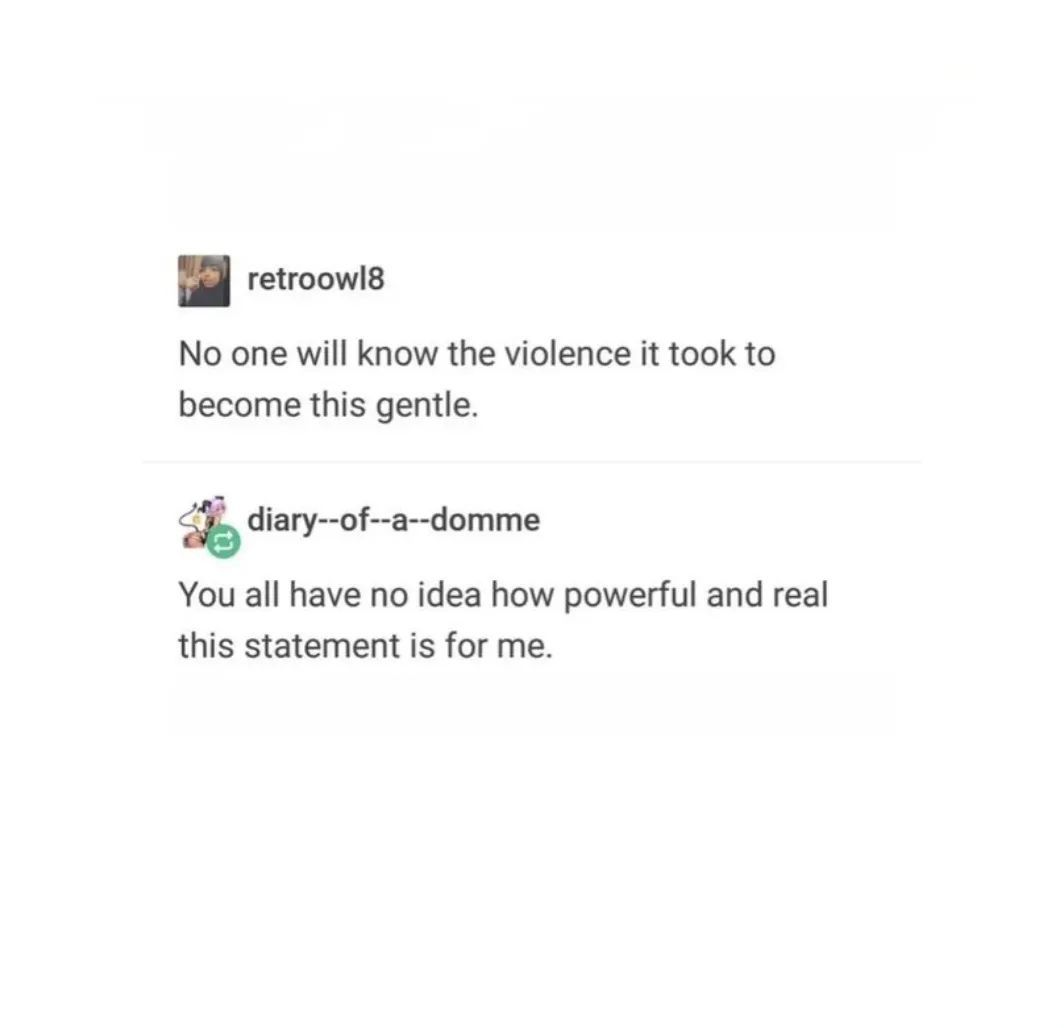 retroowl8
No one will know the violence it took to
become this gentle.
diary--of--a--domme
You all have no idea how powerful and real
this statement is for me.